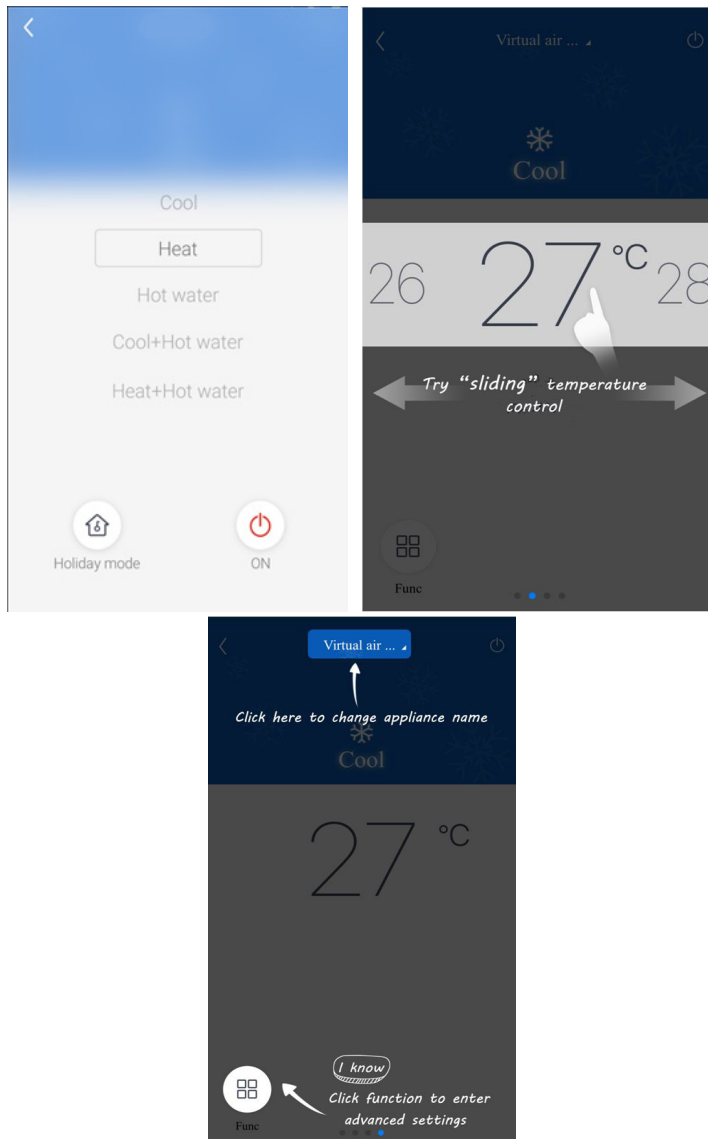 Cool
Heat
Hot water
Cool+Hot water
Heat+Hot water
Holiday mode
ON
Virtual air ...
Cool
26 27°C 28
Try “sliding” temperature
control
Func
Virtual air ...
Click here to change appliance name
Cool
27 °C
I know
Click function to enter
advanced settings
Func